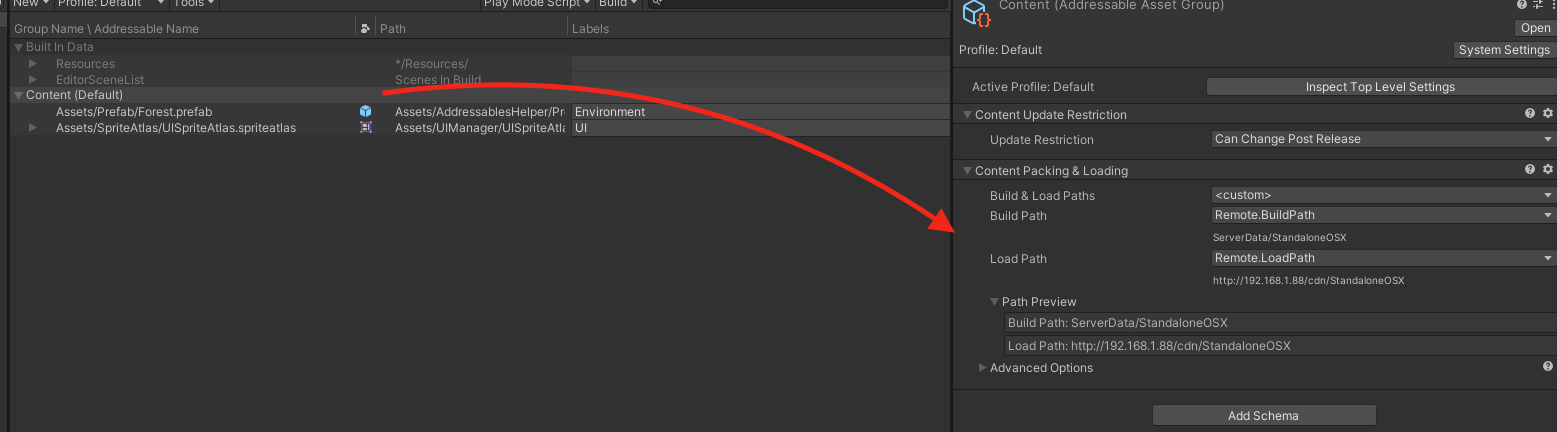 New Profile: Default Tools Play Mode Script Build
Group Name \ Addressable Name Path Labels
Built In Data
Resources */Resources/
EditorSceneList Scenes In Build
Content (Default)
Assets/Prefab/Forest.prefab Assets/AddressablesHelper/Pr Environment
Assets/SpriteAtlas/UISpriteAtlas.spriteatlas Assets/UIManager/UISpriteAtla UI
Content (Addressable Asset Group)
Open
Profile: Default System Settings
Active Profile: Default Inspect Top Level Settings
Content Update Restriction
Update Restriction Can Change Post Release
Content Packing & Loading
Build & Load Paths <custom>
Build Path Remote.BuildPath
ServerData/StandaloneOSX
Load Path Remote.LoadPath
http://192.168.1.88/cdn/StandaloneOSX
Path Preview
Build Path: ServerData/StandaloneOSX
Load Path: http://192.168.1.88/cdn/StandaloneOSX
Advanced Options
Add Schema